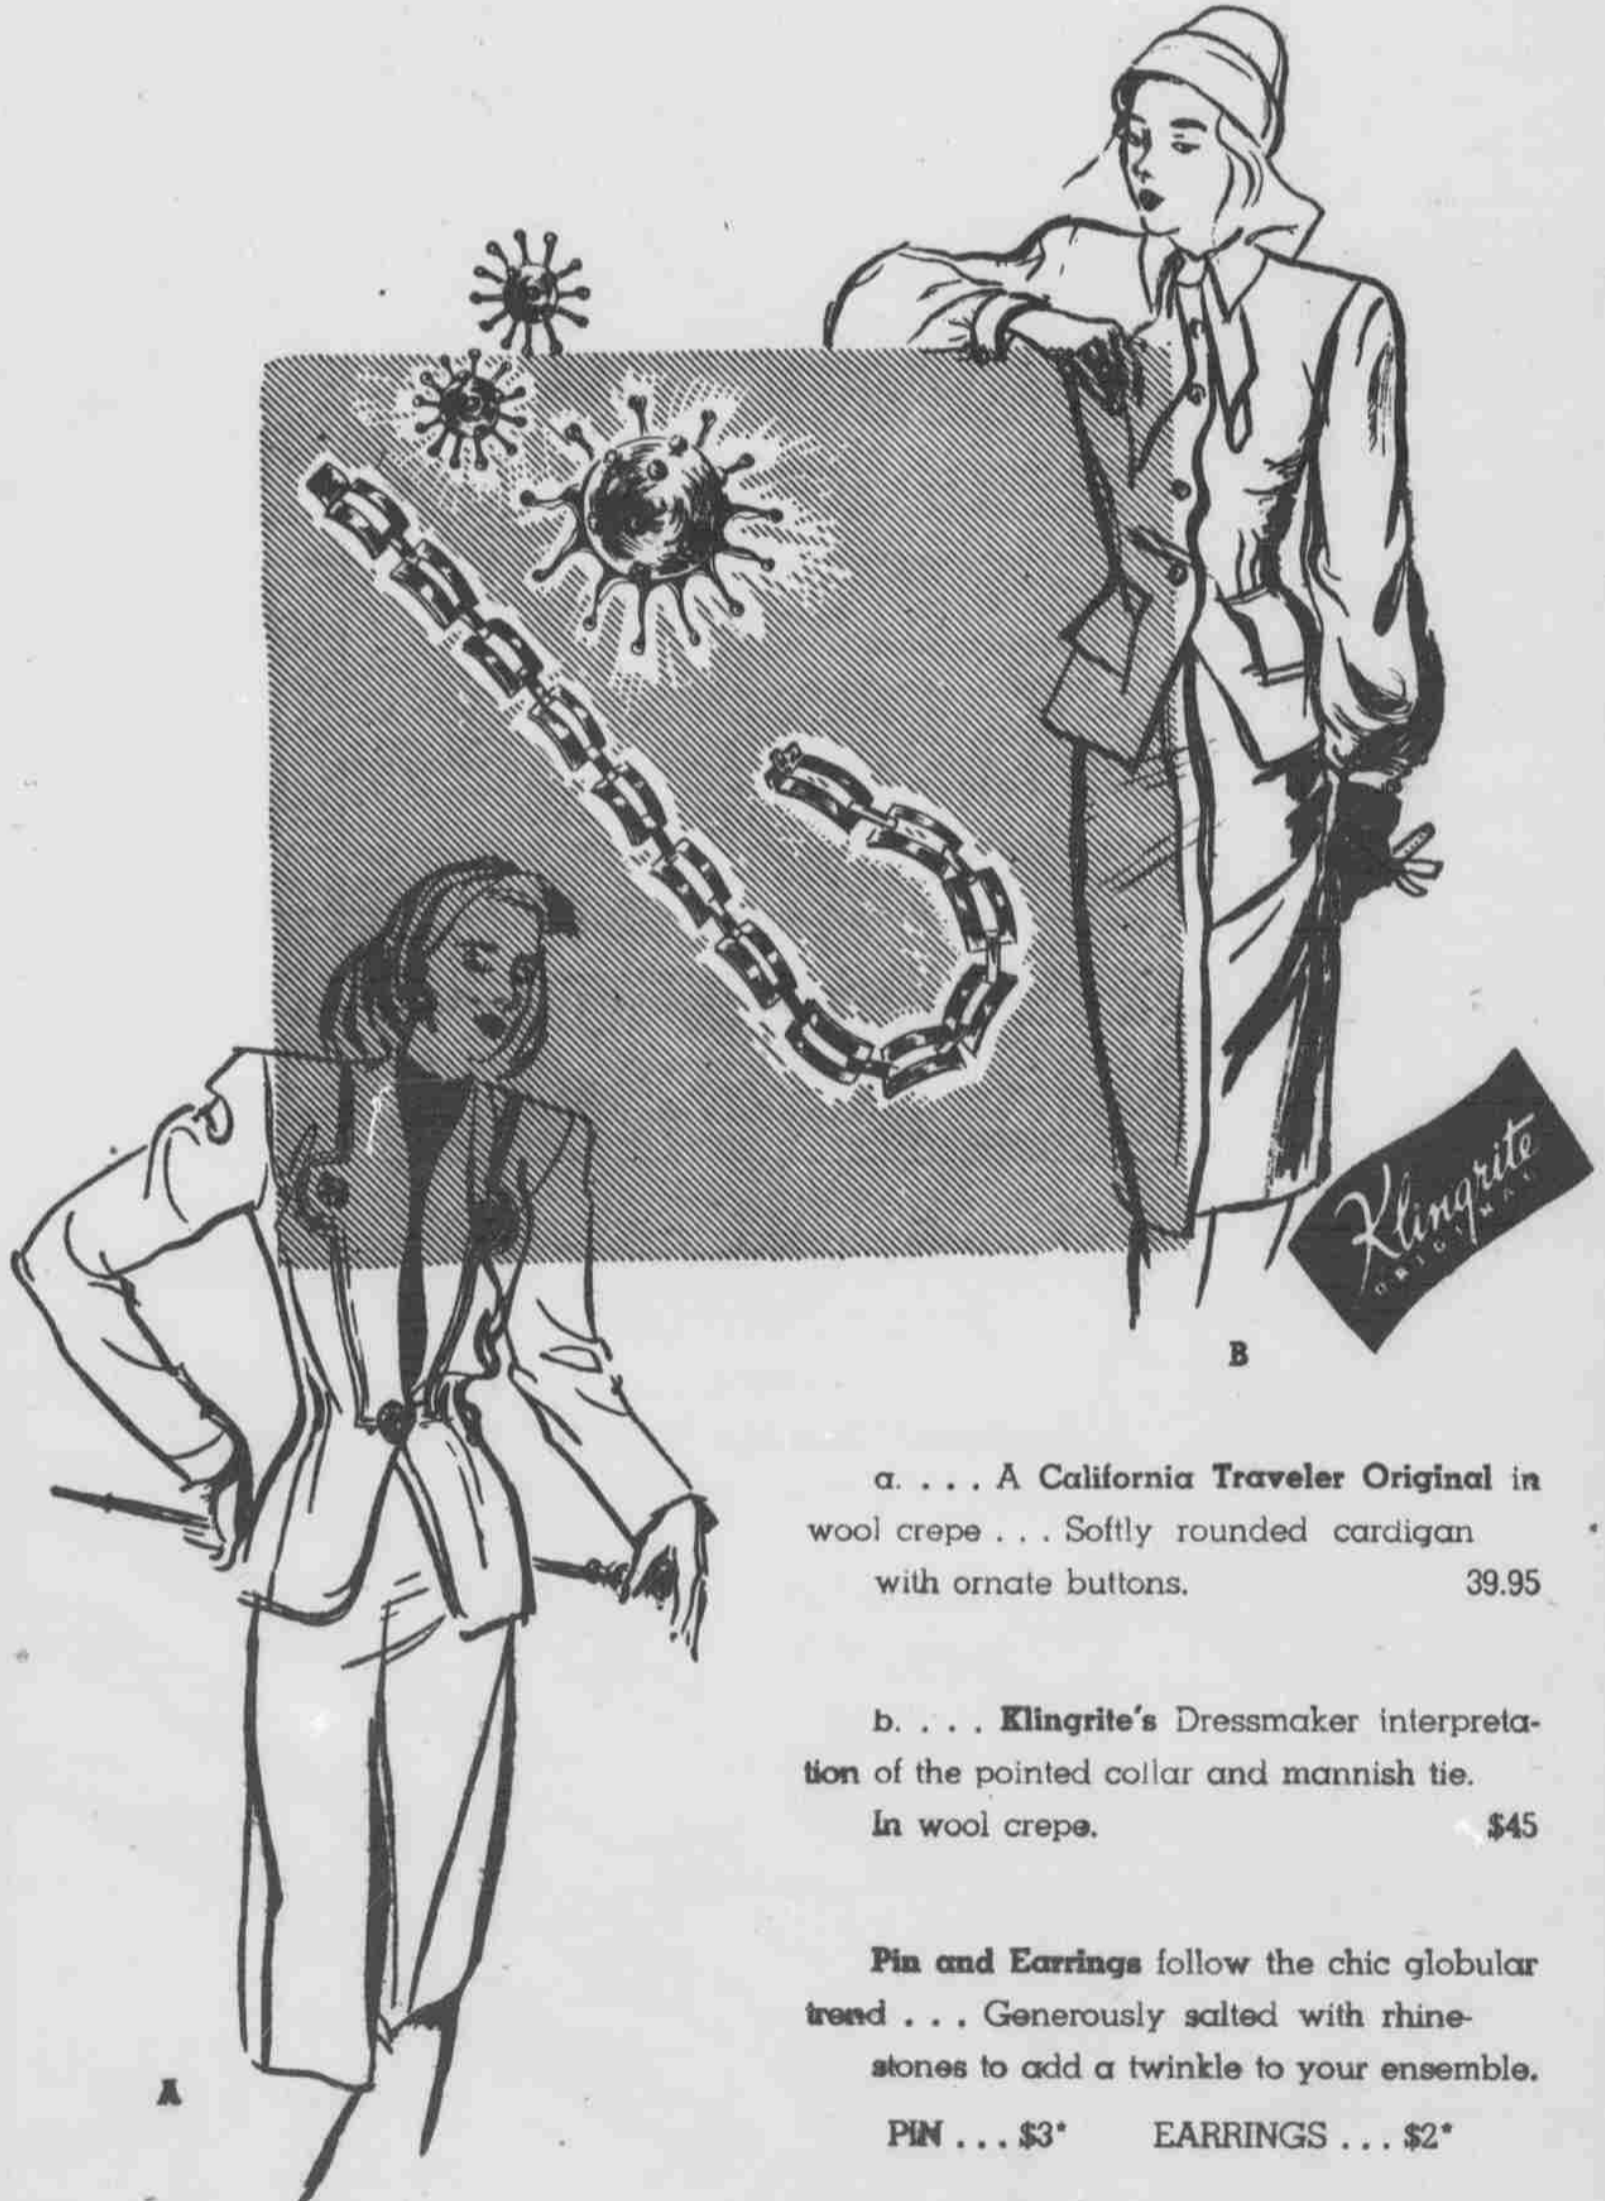 Klingrite
ORIGINAL
B
a. . . . . A California Traveler Original in
wool crepe . . . Softly rounded cardigan
with ornate buttons. 39.95
b. . . . . Klingrite's Dressmaker interpreta-
tion of the pointed collar and mannish tie.
In wool crepe. $45
Pin and Earrings follow the chic globular
trend . . . Generously salted with rhine-
stones to add a twinkle to your ensemble.
A
PIN . . . $3* EARRINGS . . . $2*